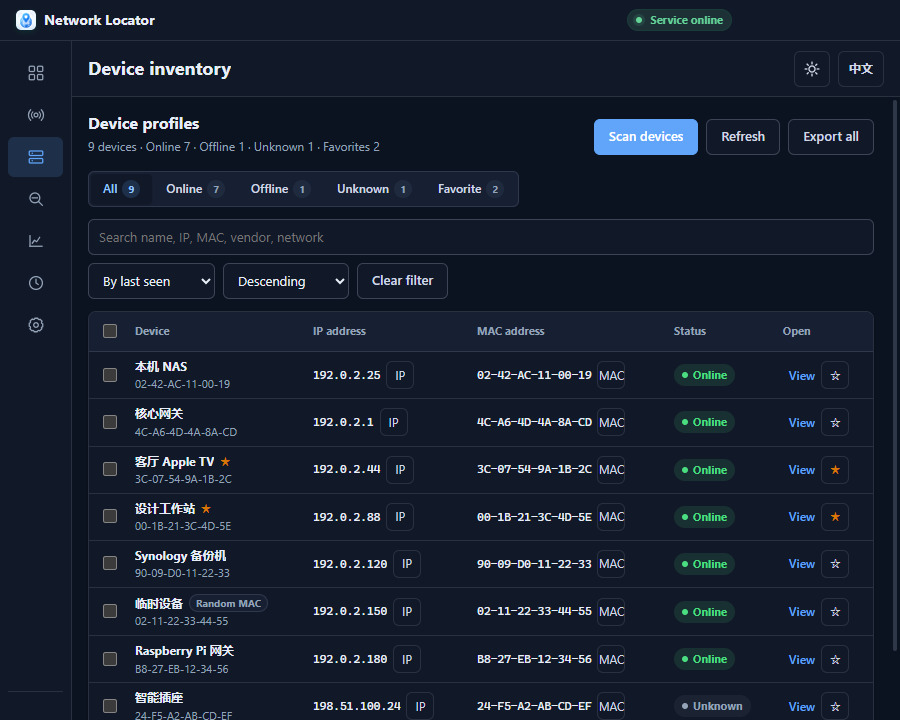 Network Locator
Service online
Device inventory
中文
Device profiles
9 devices · Online 7 · Offline 1 · Unknown 1 · Favorites 2
Scan devices
Refresh
Export all
All 9
Online 7
Offline 1
Unknown 1
Favorite 2
Search name, IP, MAC, vendor, network
By last seen
Descending
Clear filter
Device IP address MAC address Status Open
本机 NAS
02-42-AC-11-00-19
192.0.2.25 IP 02-42-AC-11-00-19 MAC Online View
核心网关
4C-A6-4D-4A-8A-CD
192.0.2.1 IP 4C-A6-4D-4A-8A-CD MAC Online View
客厅 Apple TV
3C-07-54-9A-1B-2C
192.0.2.44 IP 3C-07-54-9A-1B-2C MAC Online View
设计工作站
00-1B-21-3C-4D-5E
192.0.2.88 IP 00-1B-21-3C-4D-5E MAC Online View
Synology 备份机
90-09-D0-11-22-33
192.0.2.120 IP 90-09-D0-11-22-33 MAC Online View
临时设备 Random MAC
02-11-22-33-44-55
192.0.2.150 IP 02-11-22-33-44-55 MAC Online View
Raspberry Pi 网关
B8-27-EB-12-34-56
192.0.2.180 IP B8-27-EB-12-34-56 MAC Online View
智能插座
24-F5-A2-AB-CD-EF
198.51.100.24 IP 24-F5-A2-AB-CD-EF MAC Unknown View